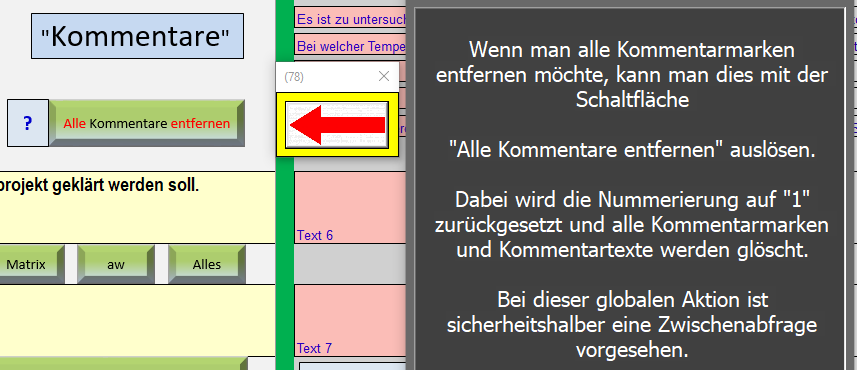 "Kommentare"
?
Alle Kommentare entfernen
projekt geklärt werden soll.
Matrix
aw
Alles
Es ist zu untersuch
Bei welcher Tempe
(78)
Text 6
Text 7
Wenn man alle Kommentarmarken
entfernen möchte, kann man dies mit der
Schaltfläche
"Alle Kommentare entfernen" auslösen.
Dabei wird die Nummerierung auf "1"
zurückgesetzt und alle Kommentarmarken
und Kommentartexte werden glöscht.
Bei dieser globalen Aktion ist
sicherheitshalber eine Zwischenabfrage
vorgesehen.